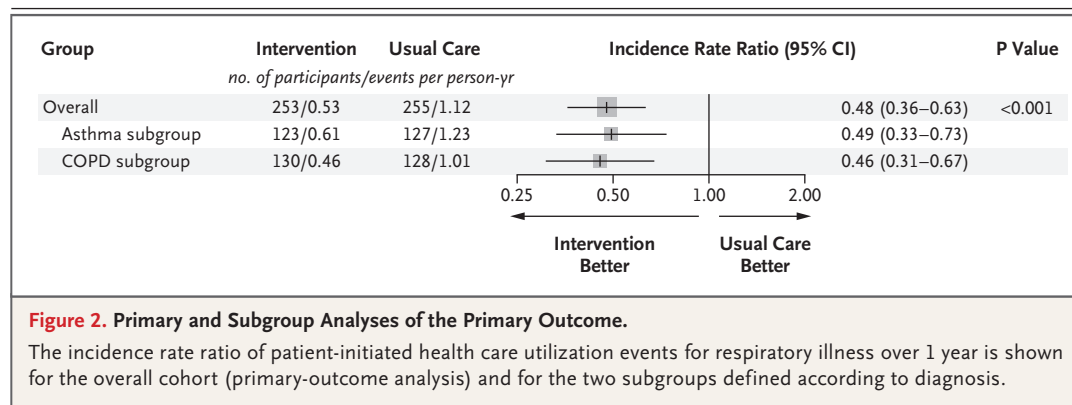 Group Intervention Usual Care Incidence Rate Ratio (95% CI) P Value
no. of participants/events per person-yr
Overall 253/0.53 255/1.12 0.48 (0.36–0.63) <0.001
Asthma subgroup 123/0.61 127/1.23 0.49 (0.33–0.73)
COPD subgroup 130/0.46 128/1.01 0.46 (0.31–0.67)
0.25 0.50 1.00 2.00
Intervention Better
Usual Care Better
Figure 2. Primary and Subgroup Analyses of the Primary Outcome.
The incidence rate ratio of patient-initiated health care utilization events for respiratory illness over 1 year is shown
for the overall cohort (primary-outcome analysis) and for the two subgroups defined according to diagnosis.